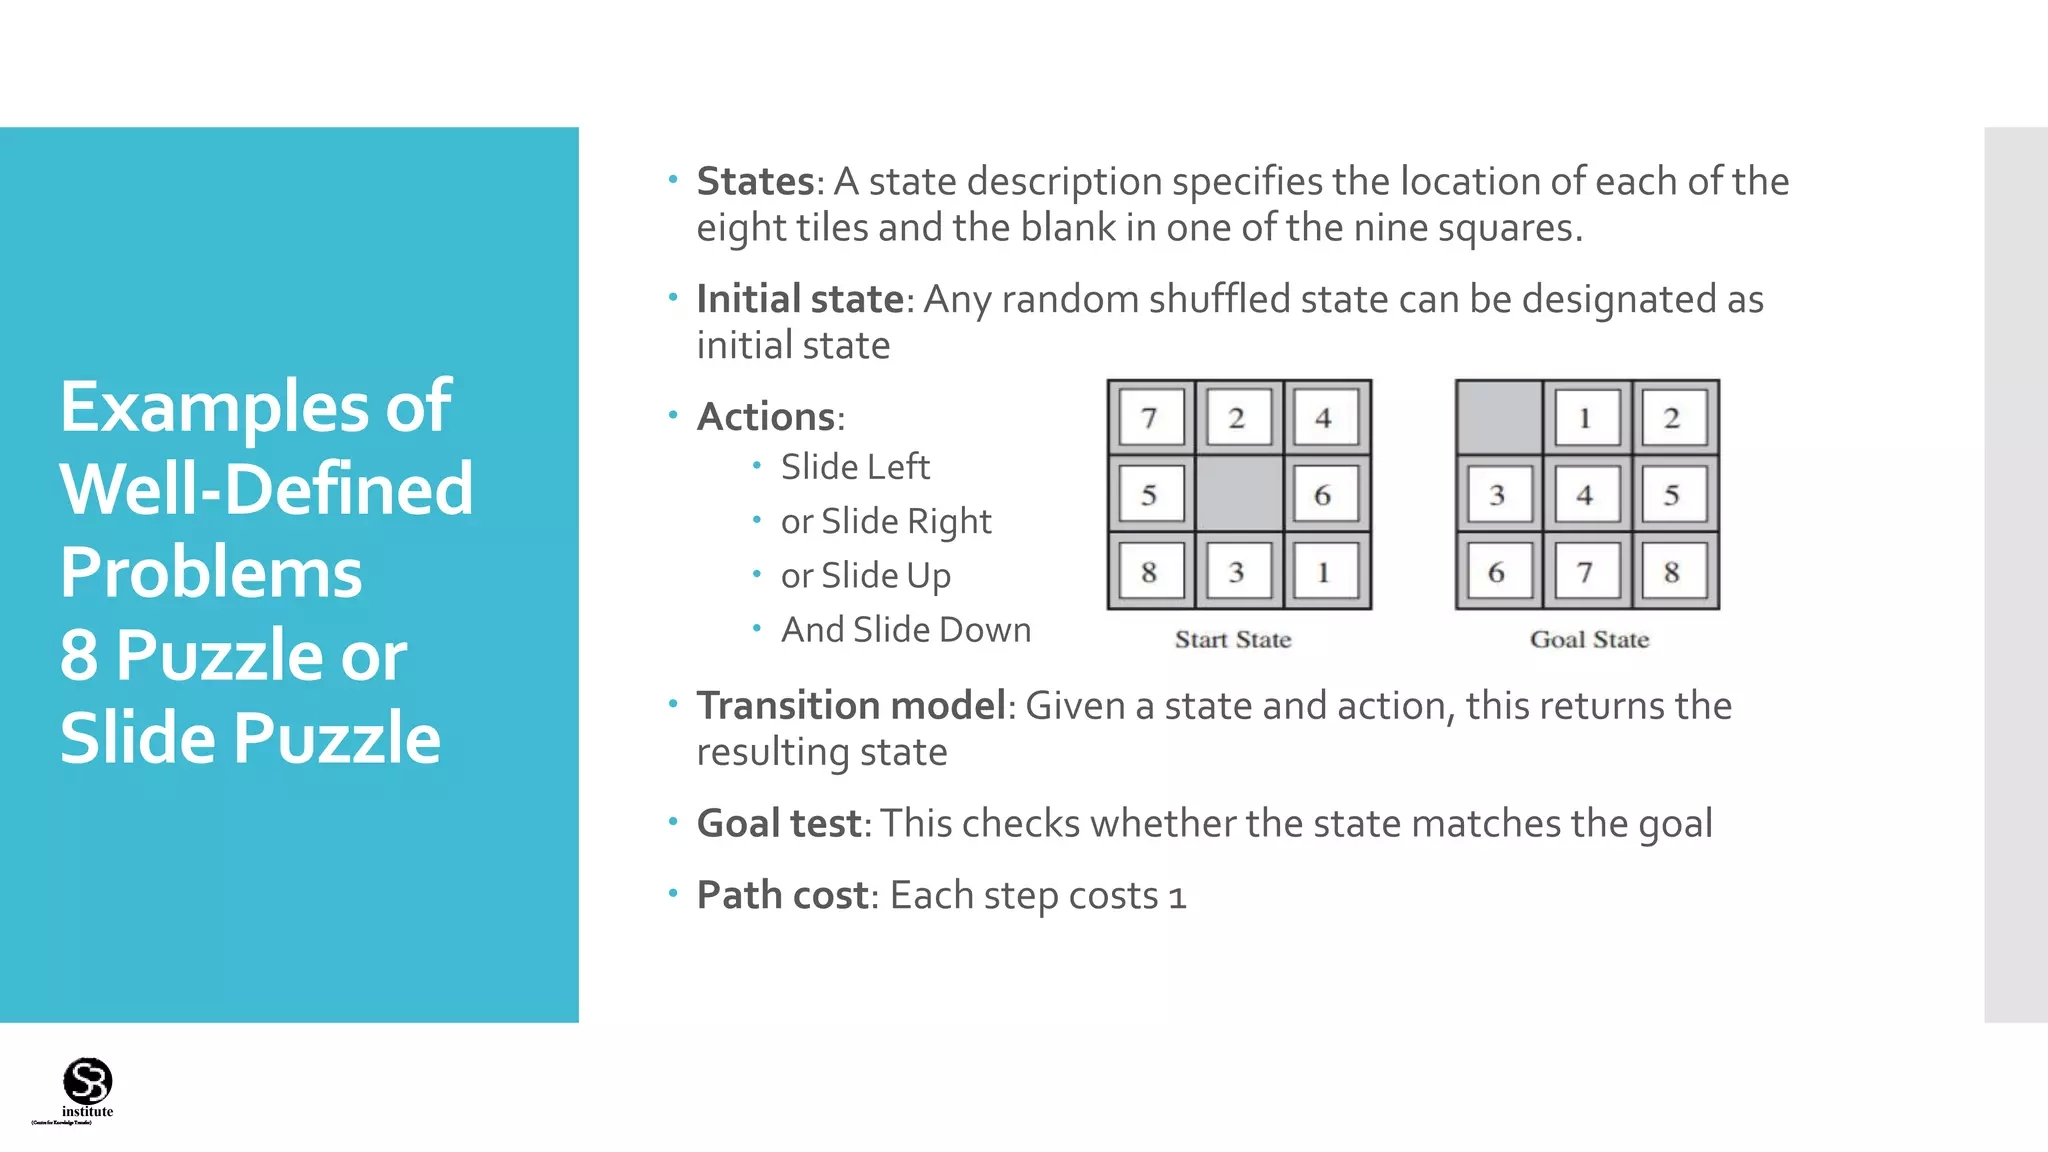 Examples of
Well-Defined
Problems
8 Puzzle or
Slide Puzzle
States: A state description specifies the location of each of the
eight tiles and the blank in one of the nine squares.
Initial state: Any random shuffled state can be designated as
initial state
Actions:
Slide Left
or Slide Right
or Slide Up
And Slide Down
7 2 4
5 6
8 3 1
Start State
1 2
3 4 5
6 7 8
Goal State
Transition model: Given a state and action, this returns the
resulting state
Goal test: This checks whether the state matches the goal
Path cost: Each step costs 1
SB
institute
(Centre for Knowledge Transfer)